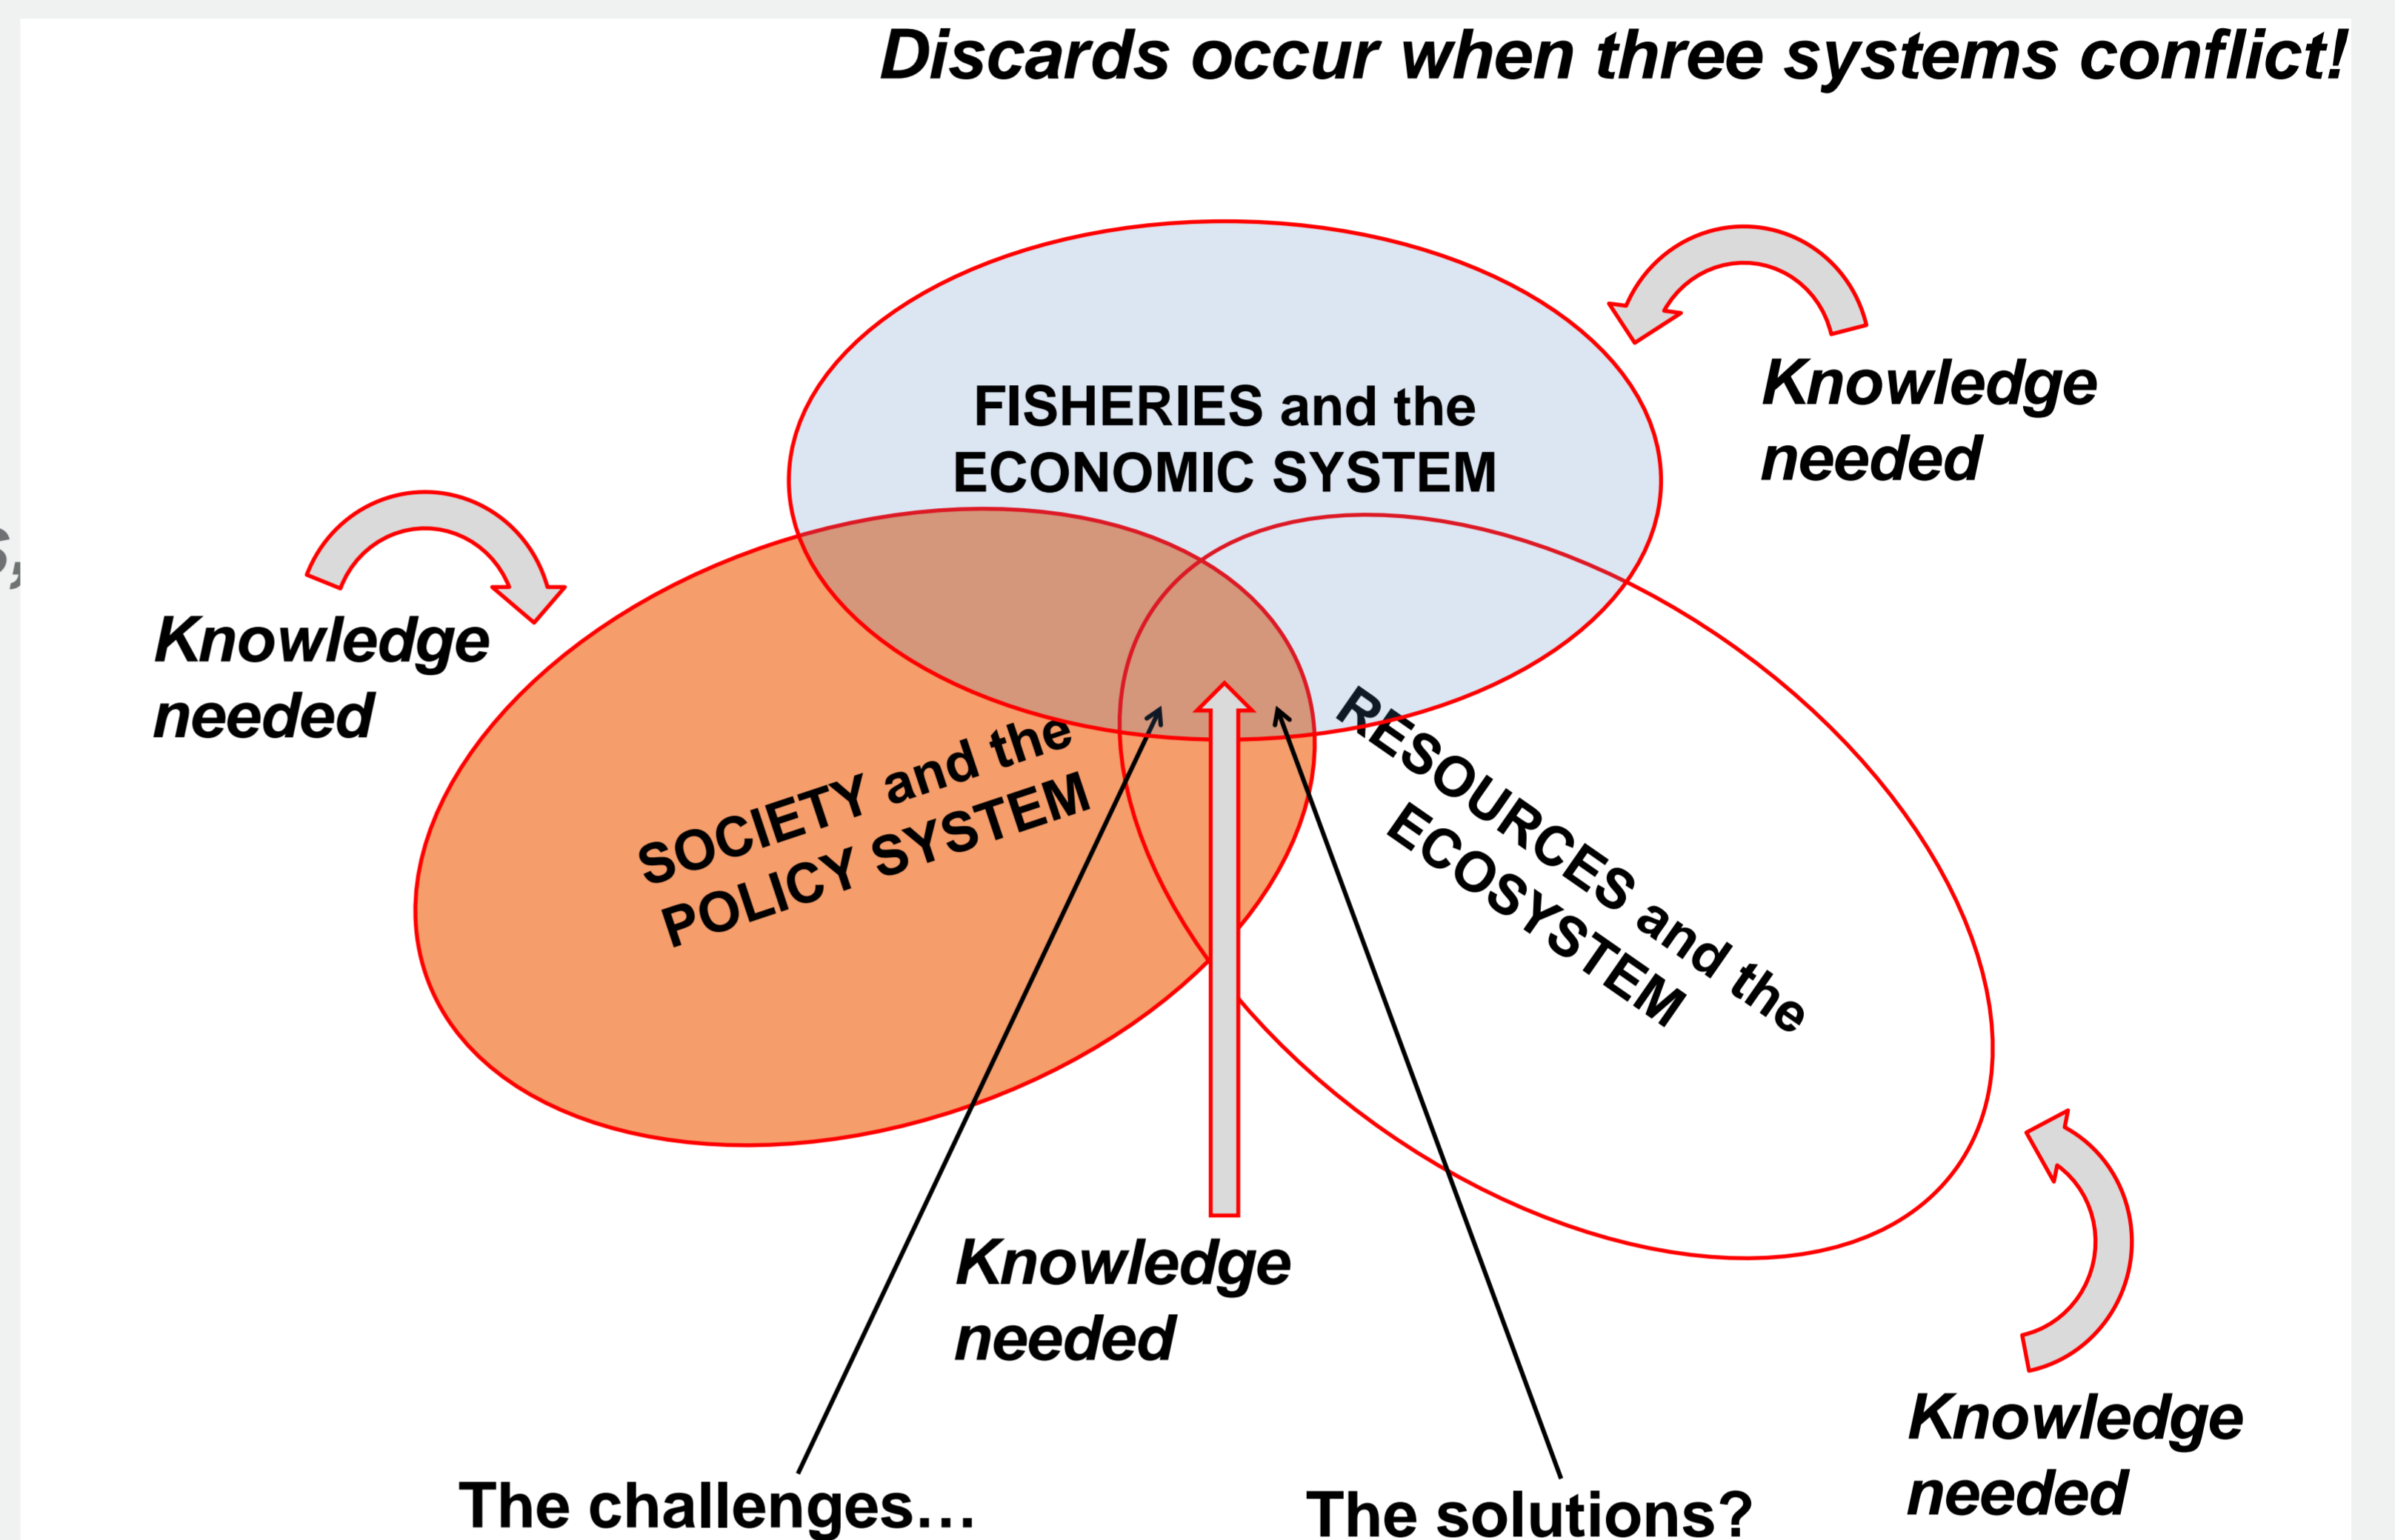 Discards occur when three systems conflict!
FISHERIES and the
ECONOMIC SYSTEM
Knowledge
needed
Knowledge
needed
SOCIETY and the
POLICY SYSTEM
RESOURCES and the
ECOSYSTEM
Knowledge
needed
Knowledge
needed
The challenges...
The solutions?